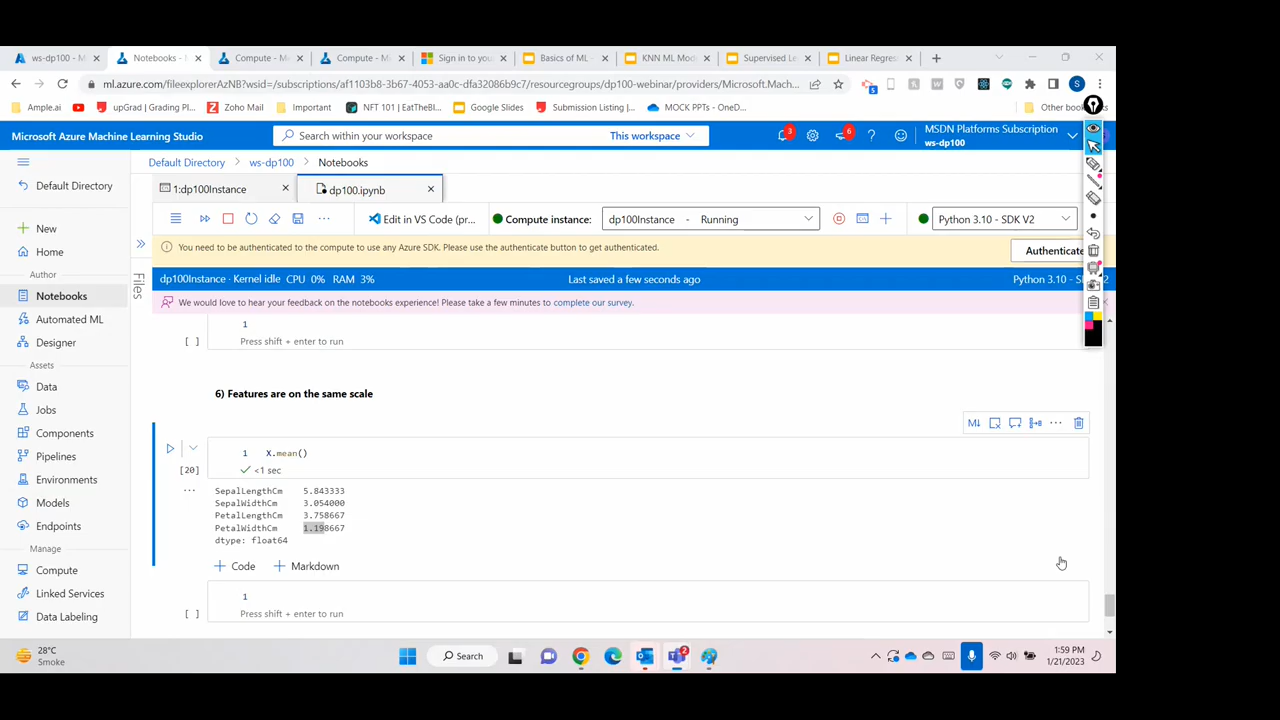 ws-dp100 - M
Notebooks -
Compute - M
Compute - M
Sign in to you
Basics of ML -
KNN ML Mod
Supervised Le
Linear Regres
ml.azure.com/fileexplorerAzNB?wsid=/subscriptions/af1103b8-3b67-4053-aa0c-dfa32086b9c7/resourcegroups/dp100-webinar/providers/Microsoft.Mach...
5
S
Ample.ai
upGrad | Grading Pl...
Zoho Mail
Important
NFT 101 | EatTheBl...
Google Slides
Submission Listing |...
MOCK PPTs - OneD...
Other book
Microsoft Azure Machine Learning Studio
Search within your workspace
This workspace
3
6
MSDN Platforms Subscription
ws-dp100
Default Directory
ws-dp100
Notebooks
Default Directory
1:dp100Instance
dp100.ipynb
New
Edit in VS Code (pr...
Compute instance:
dp100Instance - Running
Python 3.10 - SDK V2
Home
You need to be authenticated to the compute to use any Azure SDK. Please use the authenticate button to get authenticated.
Authenticate
Author
Files
dp100Instance · Kernel idle CPU 0% RAM 3%
Last saved a few seconds ago
Python 3.10 - S
2
Notebooks
We would love to hear your feedback on the notebooks experience! Please take a few minutes to complete our survey.
Automated ML
1
[ ]
Press shift + enter to run
Designer
Assets
Data
6) Features are on the same scale
Jobs
M↓
Components
1 X.mean()
Pipelines
[20]
<1 sec
Environments
SepalLengthCm 5.843333
SepalWidthCm 3.054000
PetalLengthCm 3.758667
PetalWidthCm 1.198667
dtype: float64
Models
Endpoints
Manage
Code
Markdown
Compute
Linked Services
1
[ ]
Press shift + enter to run
Data Labeling
28°C
Smoke
Search
2
1:59 PM
1/21/2023